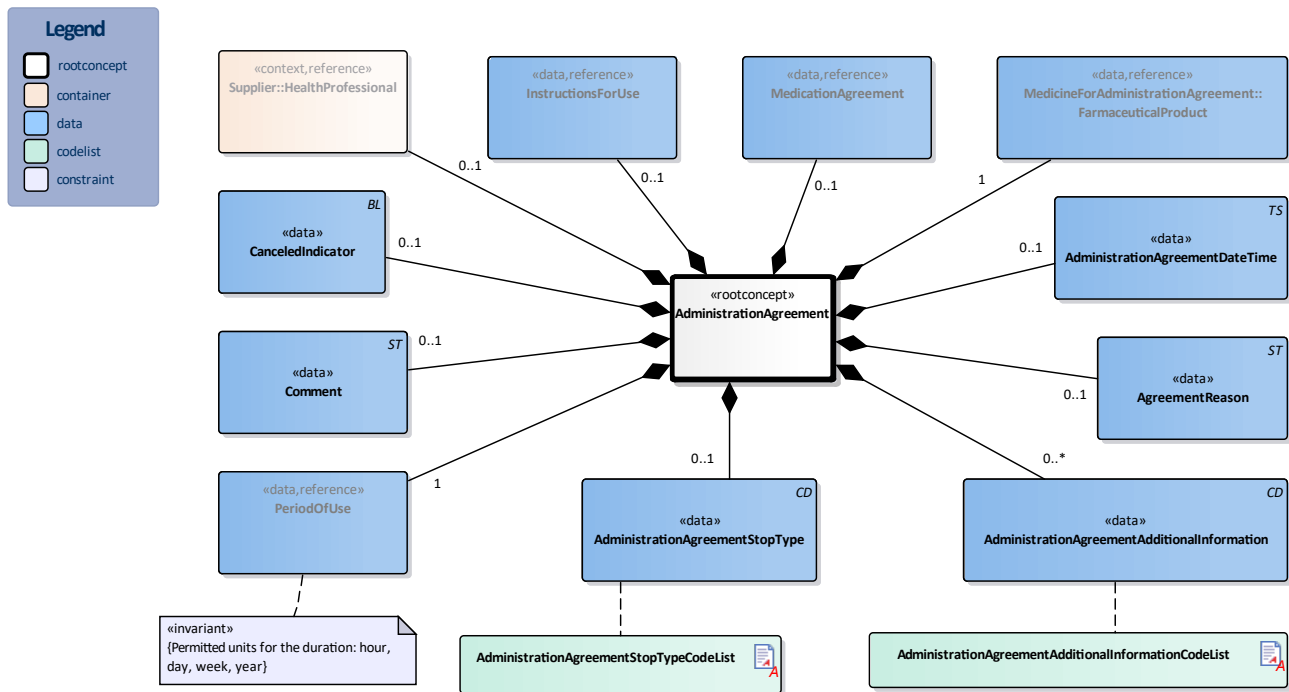 Legend
rootconcept
container
data
codelist
constraint
«context,reference»
Supplier::HealthProfessional
«data,reference»
InstructionsForUse
«data,reference»
MedicationAgreement
«data,reference»
MedicineForAdministrationAgreement::
FarmaceuticalProduct
0..1
0..1
0..1
1
BL
«data»
CanceledIndicator
0..1
TS
«data»
AdministrationAgreementDateTime
0..1
«rootconcept»
AdministrationAgreement
ST
«data»
Comment
0..1
ST
«data»
AgreementReason
0..1
«data,reference»
PeriodOfUse
1
0..1
CD
«data»
AdministrationAgreementStopType
0..*
CD
«data»
AdministrationAgreementAdditionalInformation
«invariant»
{Permitted units for the duration: hour,
day, week, year}
AdministrationAgreementStopTypeCodeList
A
AdministrationAgreementAdditionalInformationCodeList
A